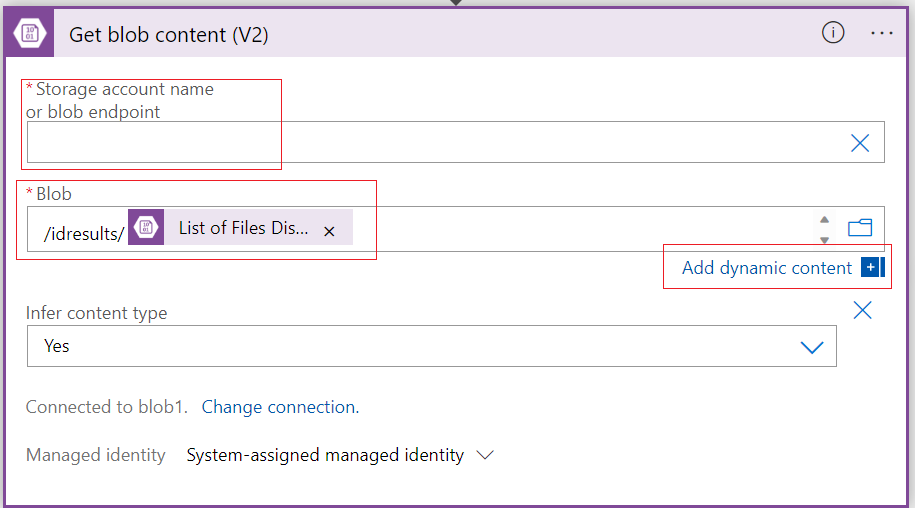 Get blob content (V2)
* Storage account name
or blob endpoint
* Blob
/idresults/ List of Files Dis... ×
Add dynamic content
Infer content type
Yes
Connected to blob1. Change connection.
Managed identity System-assigned managed identity